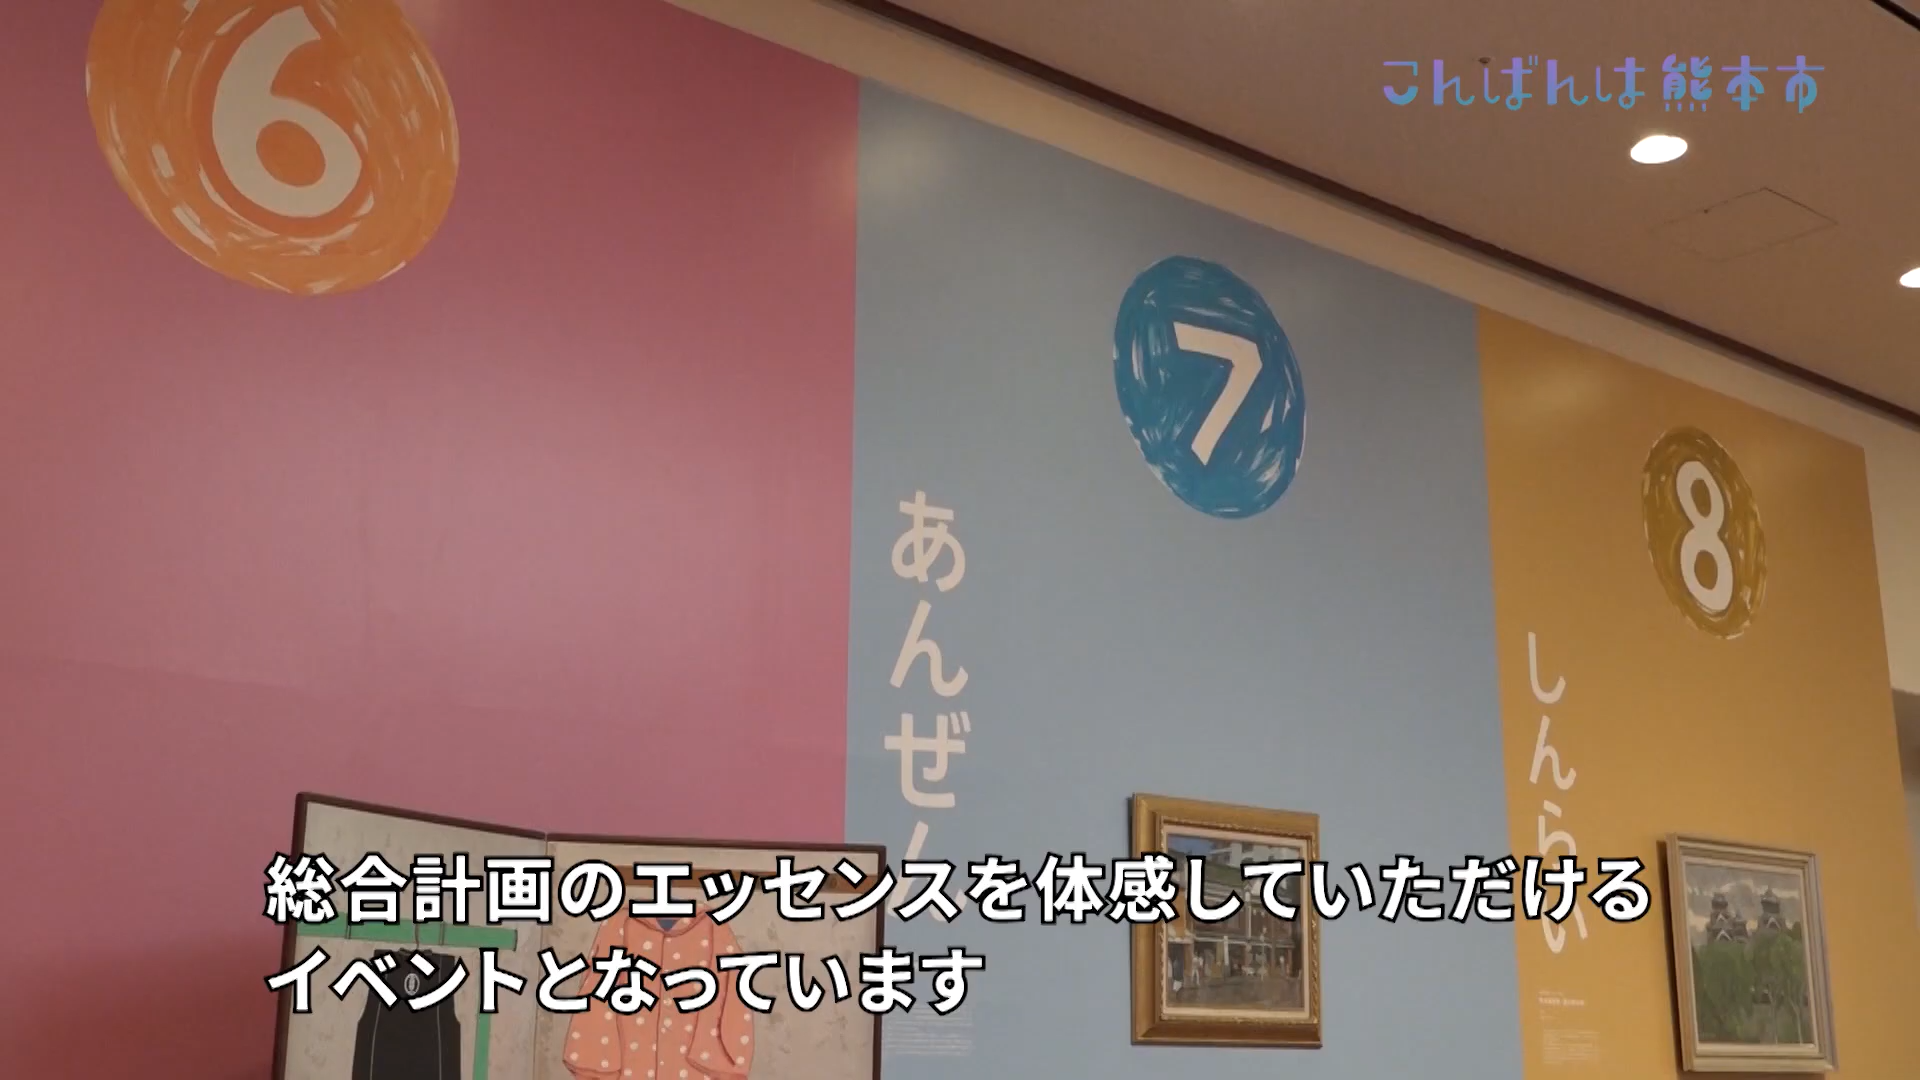 こんばんは熊本市
6
7
あんぜん
8
しんらい
総合計画のエッセンスを体感していただける
イベントとなっています